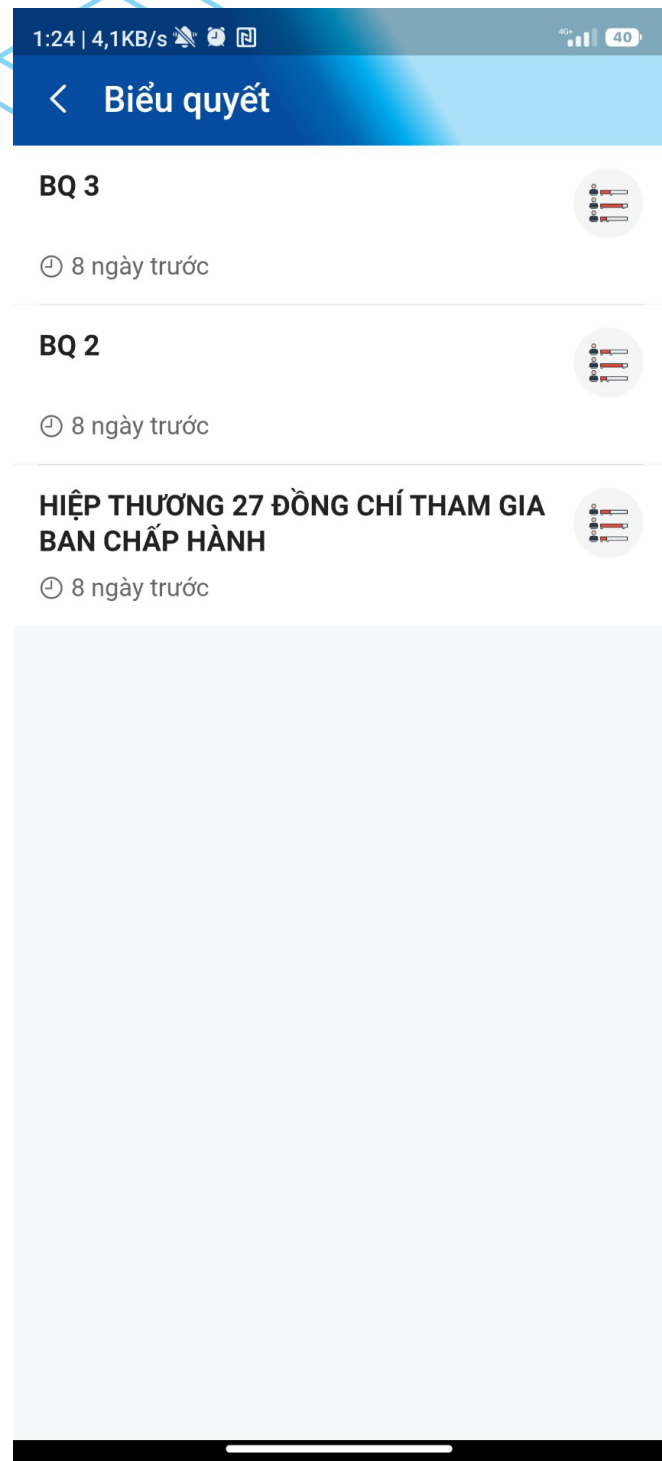 1:24 | 4,1KB/s
4G+
40
Biểu quyết
BQ 3
8 ngày trước
BQ 2
8 ngày trước
HIỆP THƯƠNG 27 ĐỒNG CHÍ THAM GIA
BAN CHẤP HÀNH
8 ngày trước